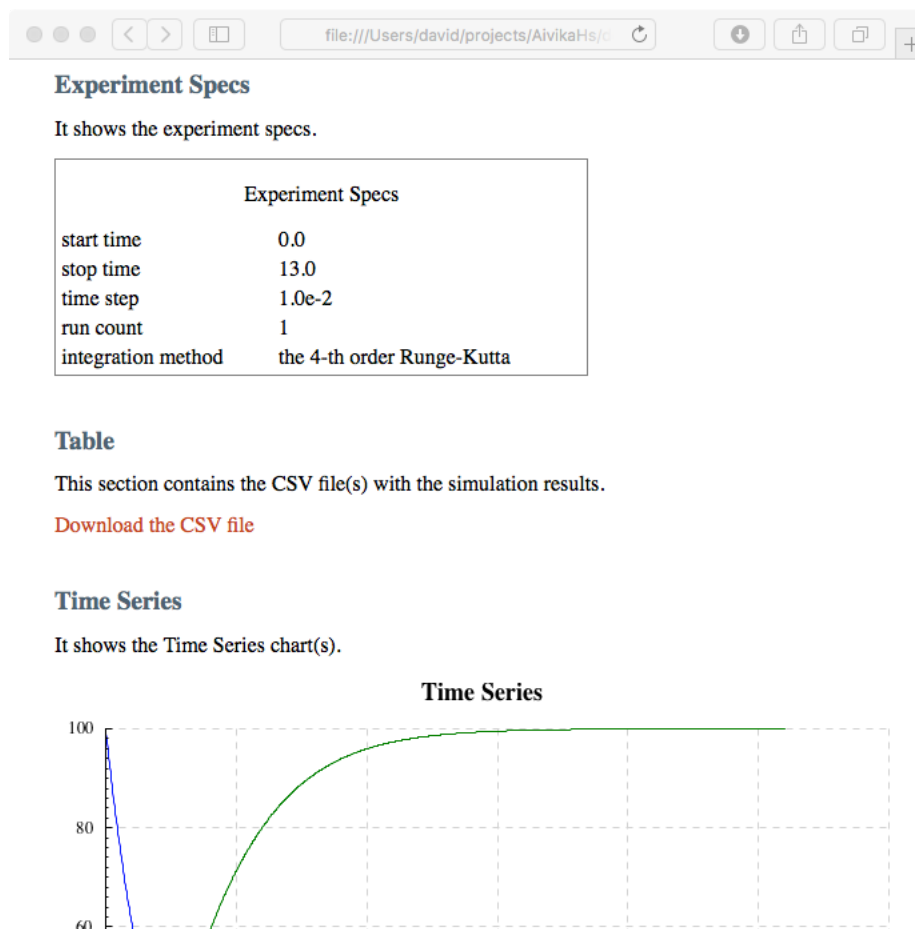 file:///Users/david/projects/AivikaHs/d
Experiment Specs
It shows the experiment specs.
Experiment Specs
start time 0.0
stop time 13.0
time step 1.0e-2
run count 1
integration method the 4-th order Runge-Kutta
Table
This section contains the CSV file(s) with the simulation results.
Download the CSV file
Time Series
It shows the Time Series chart(s).
Time Series
100
80
60